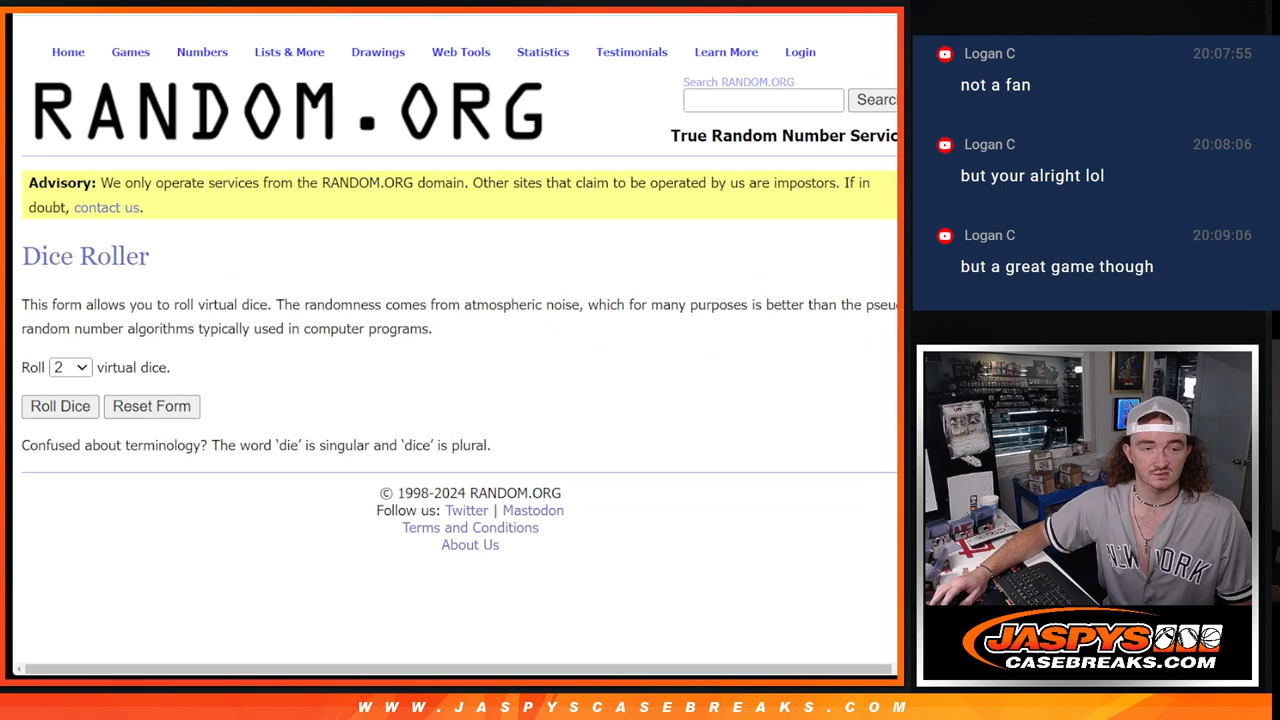 Home Games Numbers Lists & More Drawings Web Tools Statistics Testimonials Learn More Login
RANDOM.ORG
Search RANDOM.ORG
Searc
True Random Number Servic
Advisory: We only operate services from the RANDOM.ORG domain. Other sites that claim to be operated by us are impostors. If in
doubt, contact us.
Dice Roller
This form allows you to roll virtual dice. The randomness comes from atmospheric noise, which for many purposes is better than the pseu
random number algorithms typically used in computer programs.
Roll 2 virtual dice.
Roll Dice Reset Form
Confused about terminology? The word ‘die’ is singular and ‘dice’ is plural.
© 1998-2024 RANDOM.ORG
Follow us: Twitter | Mastodon
Terms and Conditions
About Us
Logan C 20:07:55
not a fan
Logan C 20:08:06
but your alright lol
Logan C 20:09:06
but a great game though
NEW YORK
JASPYS
CASEBREAKS.COM
WWW.JASPYSCASEBREAKS.COM